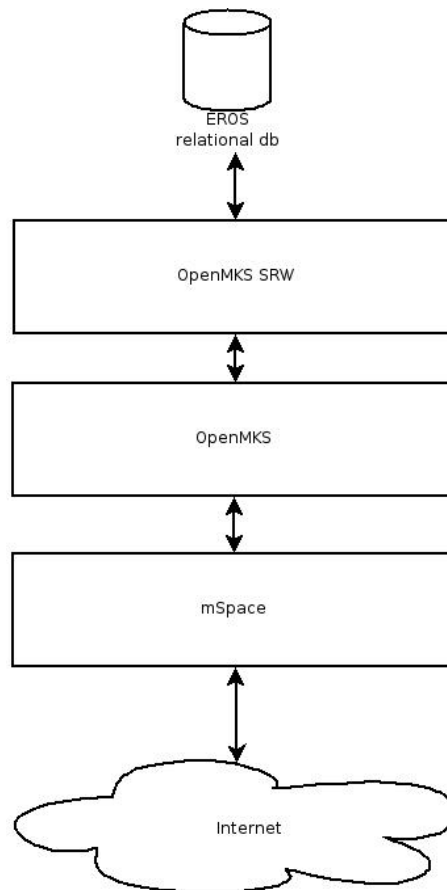 EROS
relational db
OpenMKS SRW
OpenMKS
mSpace
Internet